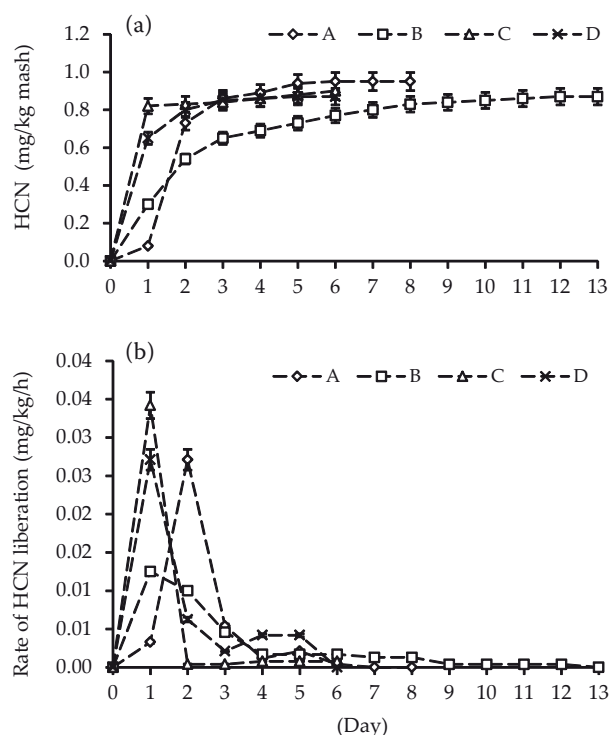 (a)
A B C D
HCN (mg/kg mash)
1.2
1.0
0.8
0.6
0.4
0.2
0.0
0 1 2 3 4 5 6 7 8 9 10 11 12 13
(b)
A B C D
Rate of HCN liberation (mg/kg/h)
0.04
0.04
0.03
0.03
0.02
0.02
0.01
0.01
0.00
0 1 2 3 4 5 6 7 8 9 10 11 12 13
(Day)